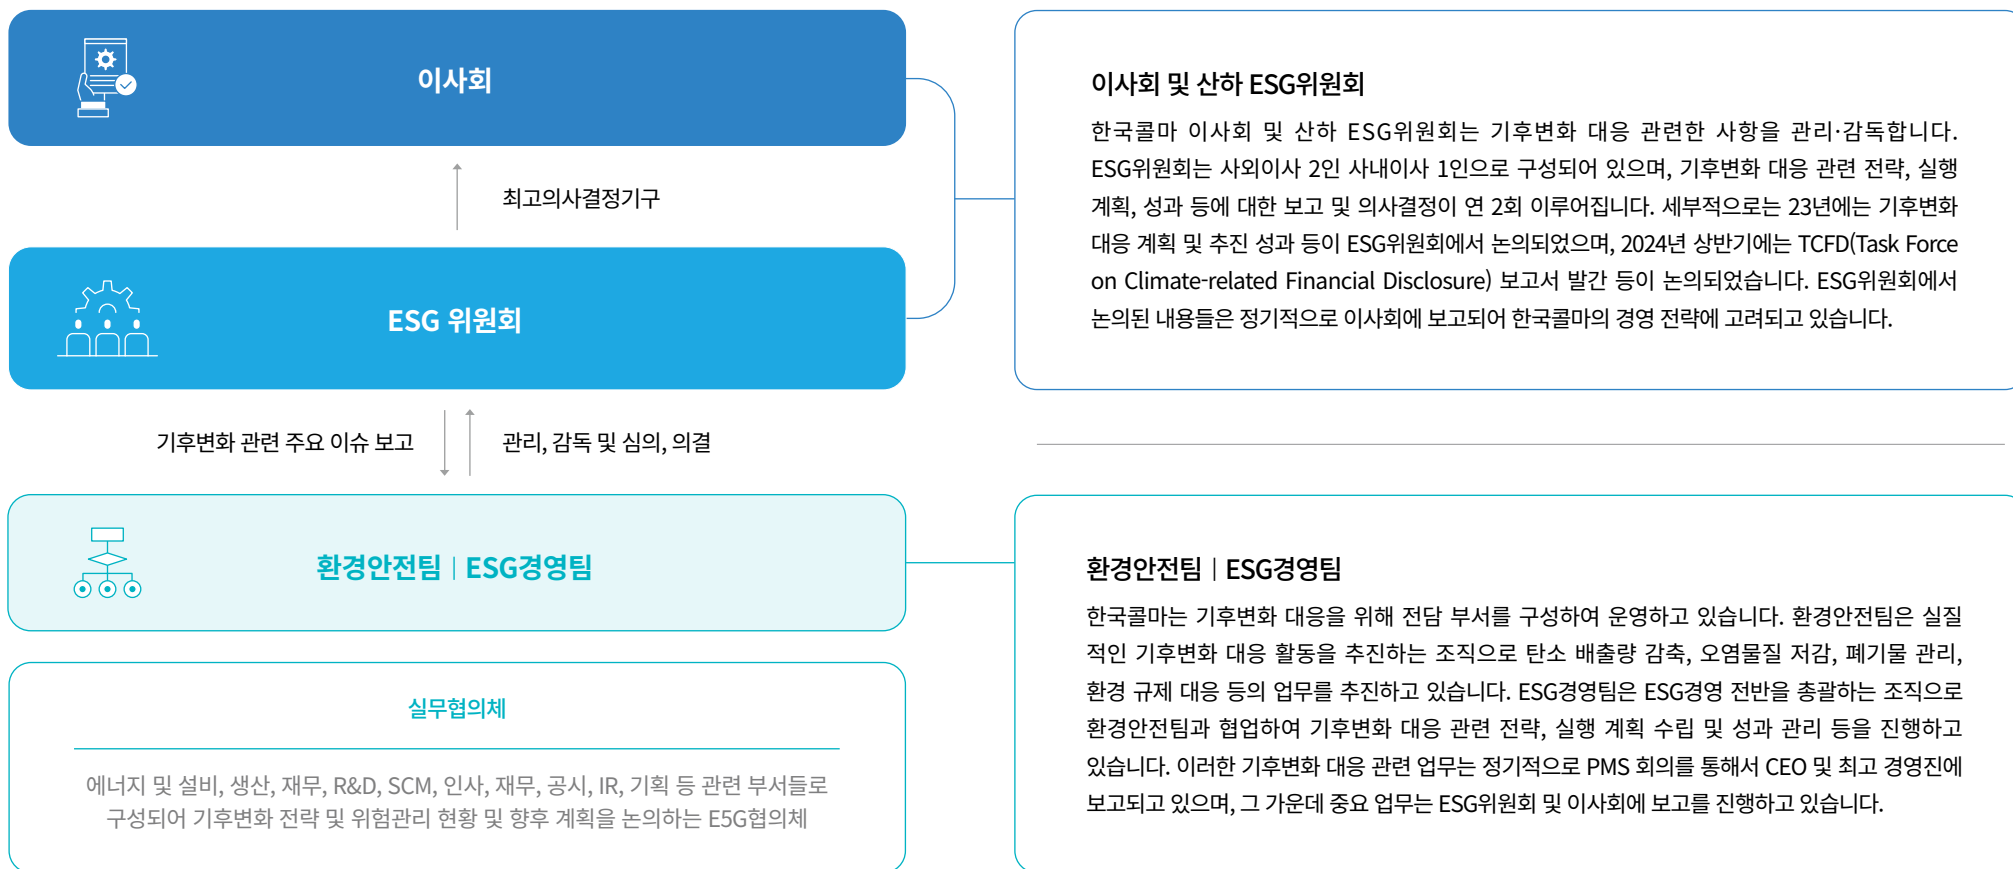 이사회
최고의사결정기구
ESG 위원회
기후변화 관련 주요 이슈 보고
관리, 감독 및 심의, 의결
환경안전팀 | ESG경영팀
실무협의체
에너지 및 설비, 생산, 재무, R&D, SCM, 인사, 재무, 공시, IR, 기획 등 관련 부서들로
구성되어 기후변화 전략 및 위험관리 현황 및 향후 계획을 논의하는 E5G협의체
이사회 및 산하 ESG위원회
한국콜마 이사회 및 산하 ESG위원회는 기후변화 대응 관련한 사항을 관리·감독합니다.
ESG위원회는 사외이사 2인 사내이사 1인으로 구성되어 있으며, 기후변화 대응 관련 전략, 실행
계획, 성과 등에 대한 보고 및 의사결정이 연 2회 이루어집니다. 세부적으로는 23년에는 기후변화
대응 계획 및 추진 성과 등이 ESG위원회에서 논의되었으며, 2024년 상반기에는 TCFD(Task Force
on Climate-related Financial Disclosure) 보고서 발간 등이 논의되었습니다. ESG위원회에서
논의된 내용들은 정기적으로 이사회에 보고되어 한국콜마의 경영 전략에 고려되고 있습니다.
환경안전팀 | ESG경영팀
한국콜마는 기후변화 대응을 위해 전담 부서를 구성하여 운영하고 있습니다. 환경안전팀은 실질
적인 기후변화 대응 활동을 추진하는 조직으로 탄소 배출량 감축, 오염물질 저감, 폐기물 관리,
환경 규제 대응 등의 업무를 추진하고 있습니다. ESG경영팀은 ESG경영 전반을 총괄하는 조직으로
환경안전팀과 협업하여 기후변화 대응 관련 전략, 실행 계획 수립 및 성과 관리 등을 진행하고
있습니다. 이러한 기후변화 대응 관련 업무는 정기적으로 PMS 회의를 통해서 CEO 및 최고 경영진에
보고되고 있으며, 그 가운데 중요 업무는 ESG위원회 및 이사회에 보고를 진행하고 있습니다.